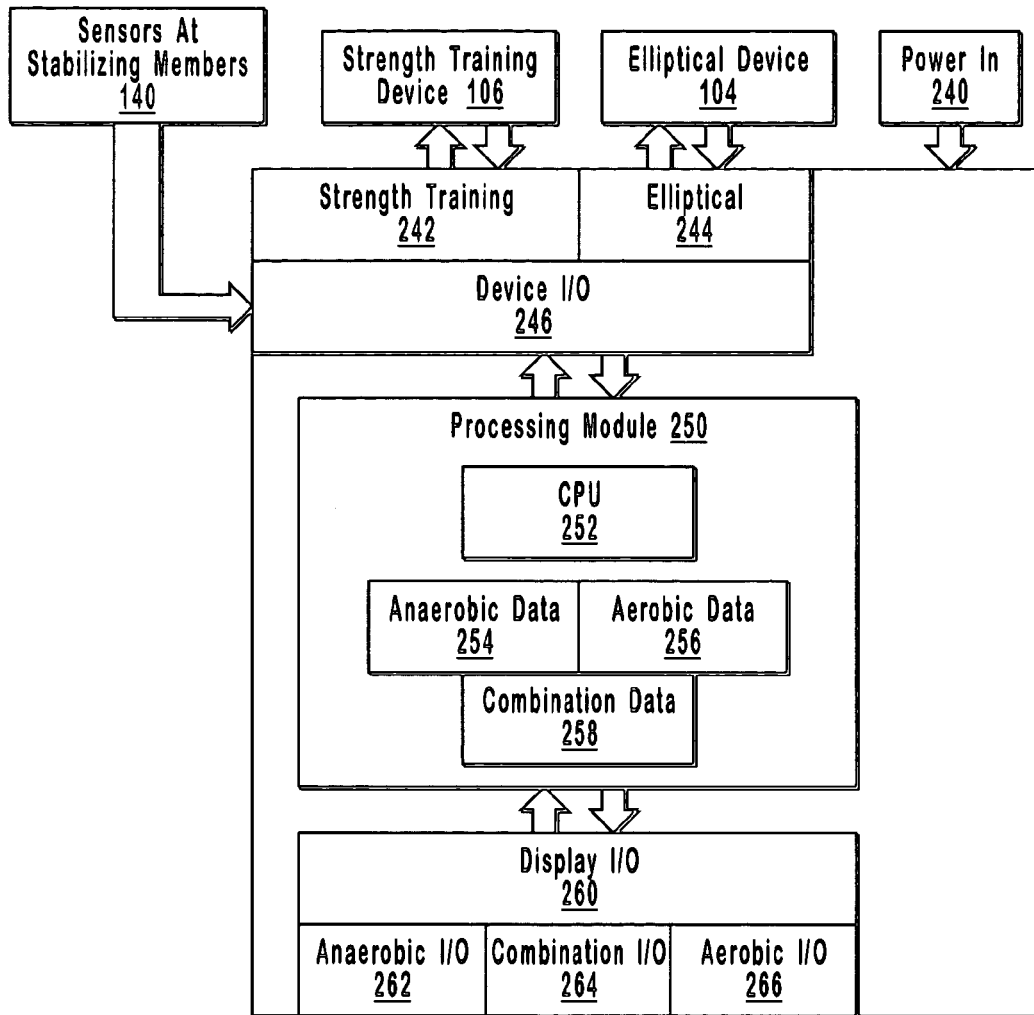 Sensors At
Stabilizing Members
140
Strength Training
Device 106
Elliptical Device
104
Power In
240
Strength Training
242
Elliptical
244
Device I/O
246
Processing Module 250
CPU
252
Anaerobic Data
254
Aerobic Data
256
Combination Data
258
Display I/O
260
Anaerobic I/O
262
Combination I/O
264
Aerobic I/O
266